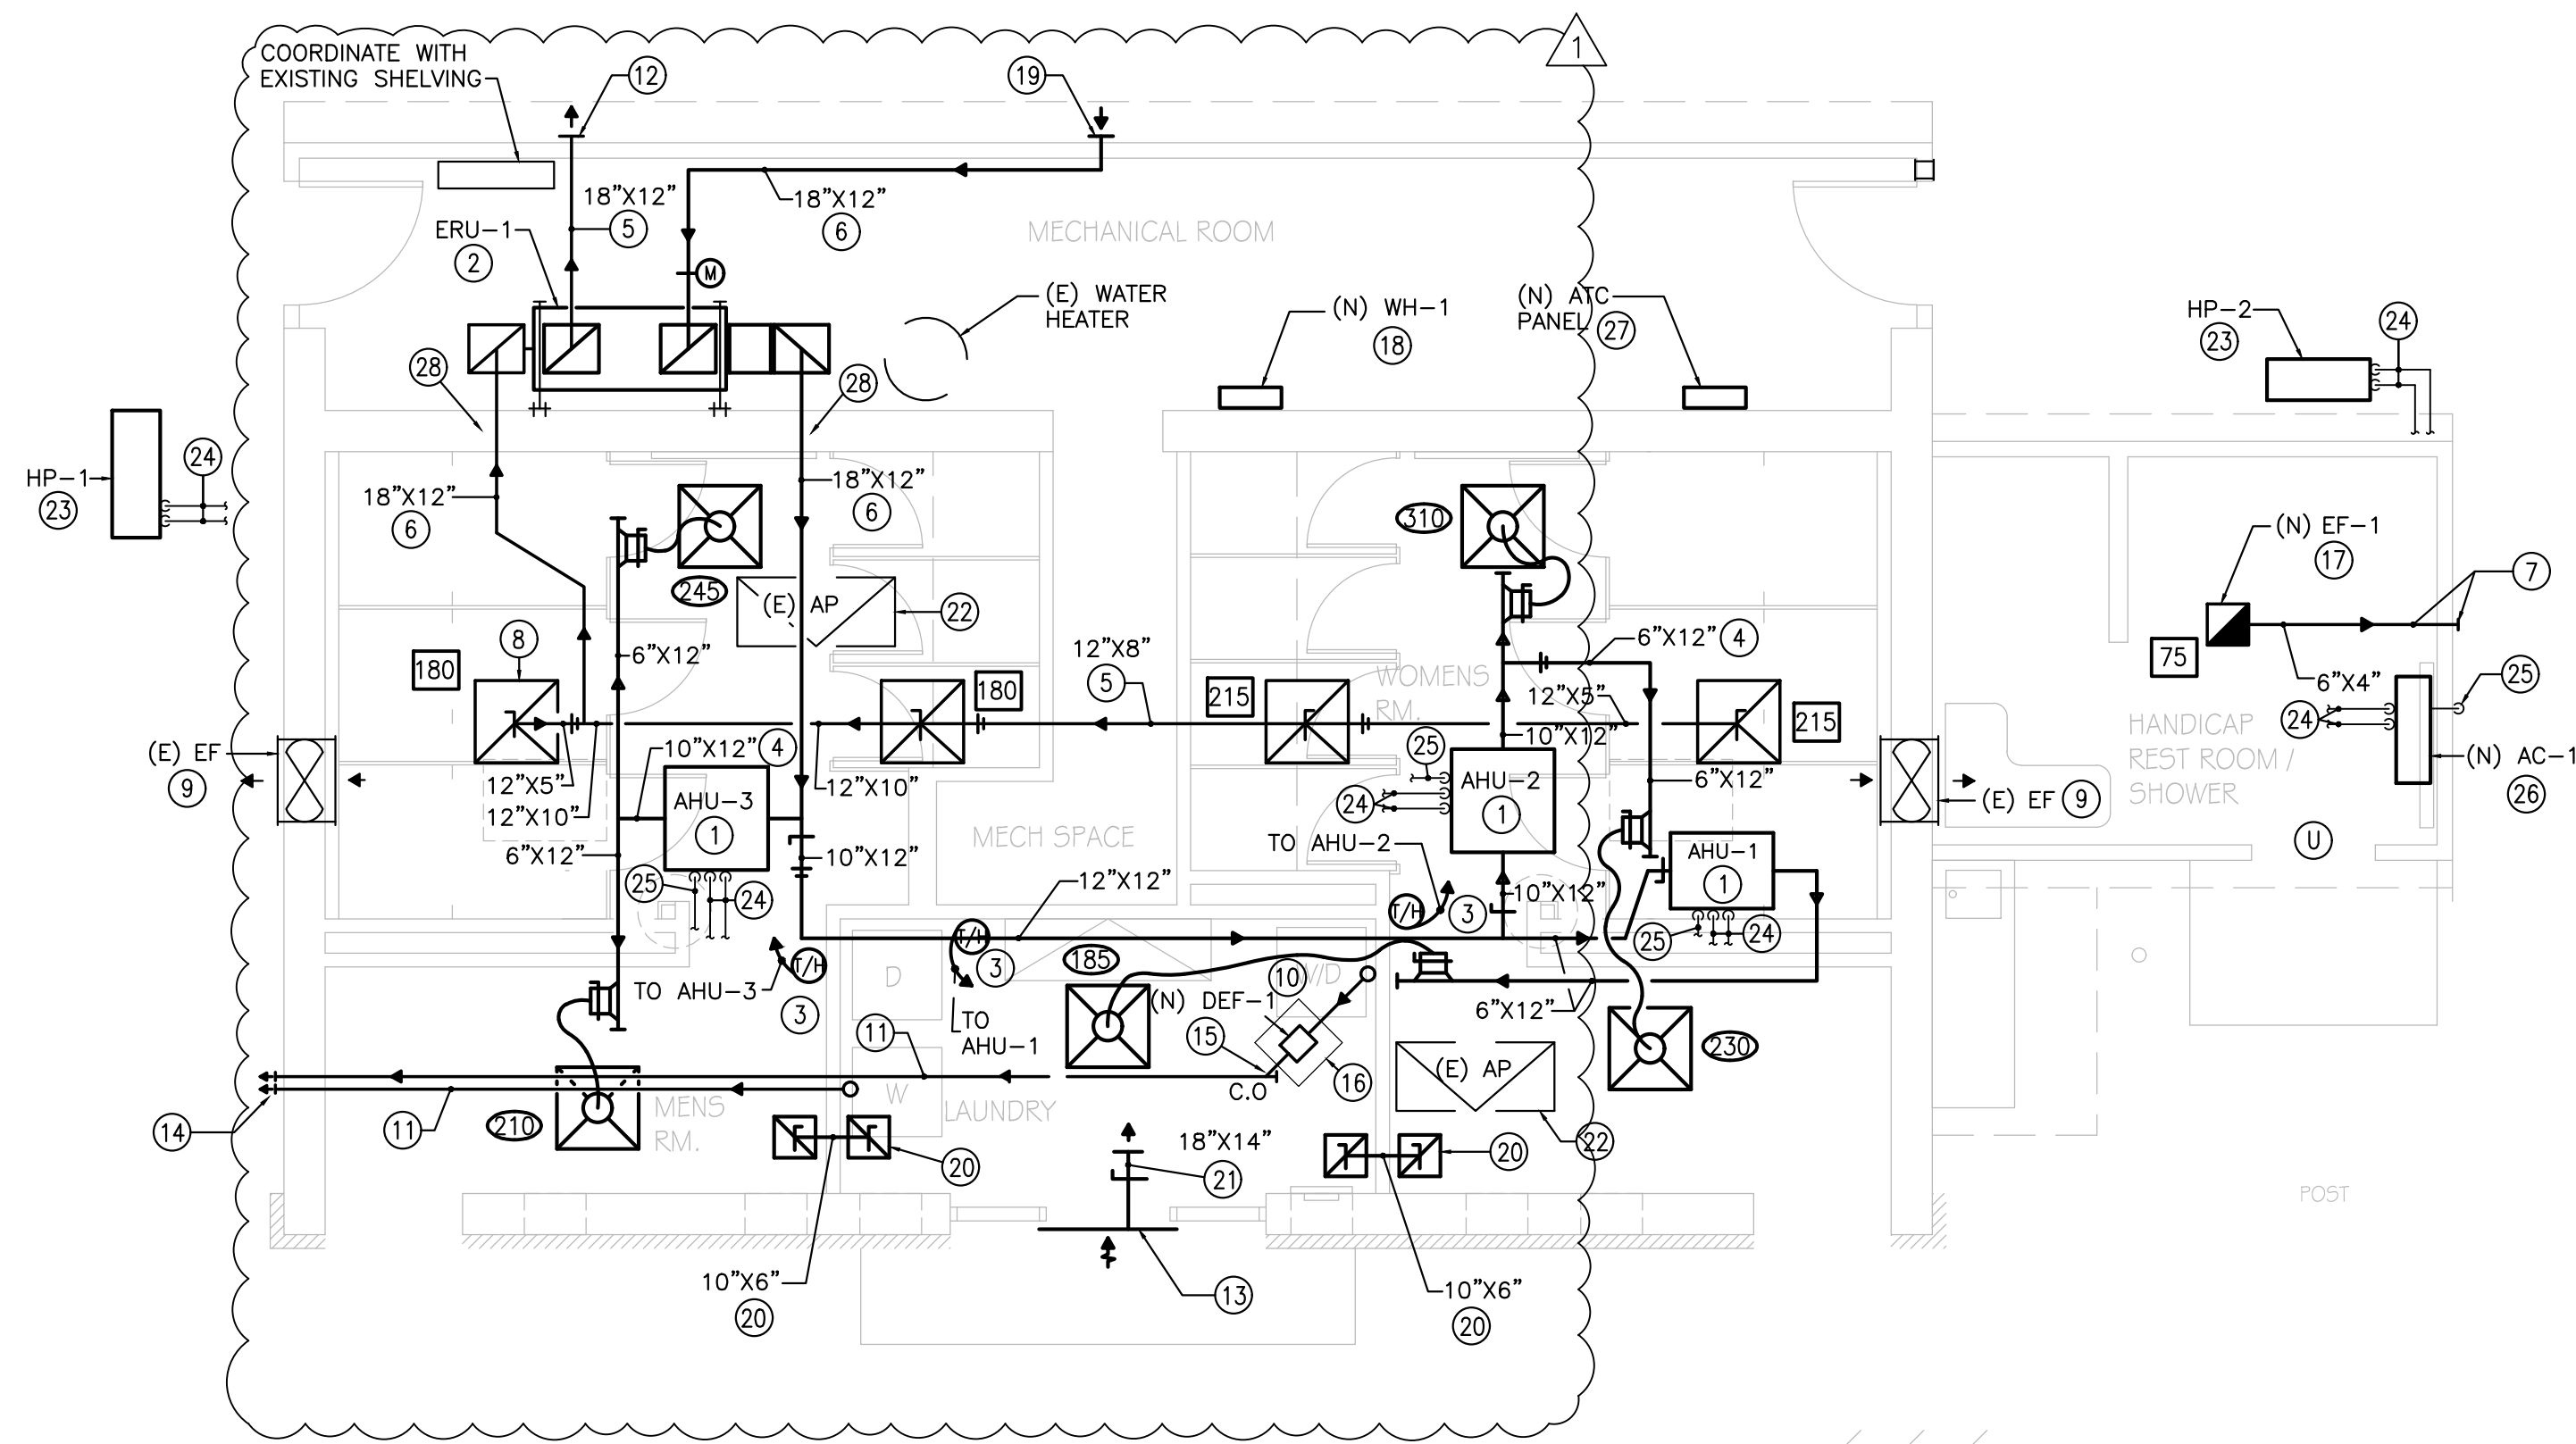 COORDINATE WITH
EXISTING SHELVING
12
19
1
18”X12”
5
18”X12”
6
MECHANICAL ROOM
ERU-1
2
M
(E) WATER
HEATER
(N) WH-1
18
(N) ATC
PANEL
27
HP-2
23
24
28
28
HP-1
23
24
18”X12”
6
18”X12”
6
245
310
(E) AP
22
(N) EF-1
17
7
75
6”X4”
8
180
6”X12”
180
12”X8”
5
215
WOMENS
RM.
6”X12”
4
12”X5”
215
10”X12”
25
24
HANDICAP
REST ROOM /
SHOWER
25
24
(N) AC-1
26
U
(E) EF
9
10”X12”
4
12”X5”
12”X10”
12”X10”
AHU-3
1
AHU-2
1
6”X12”
(E) EF
9
MECH SPACE
6”X12”
10”X12”
25
24
TO AHU-2
T/H
3
10”X12”
AHU-1
1
25
24
12”X12”
T/H
3
TO AHU-3
T/H
3
TO
AHU-1
D
185
10
W/D
(N) DEF-1
15
16
C.O
6”X12”
230
(E) AP
22
11
W
LAUNDRY
14
11
210
MENS
RM.
20
18”X14”
21
20
10”X6”
20
13
10”X6”
20
POST